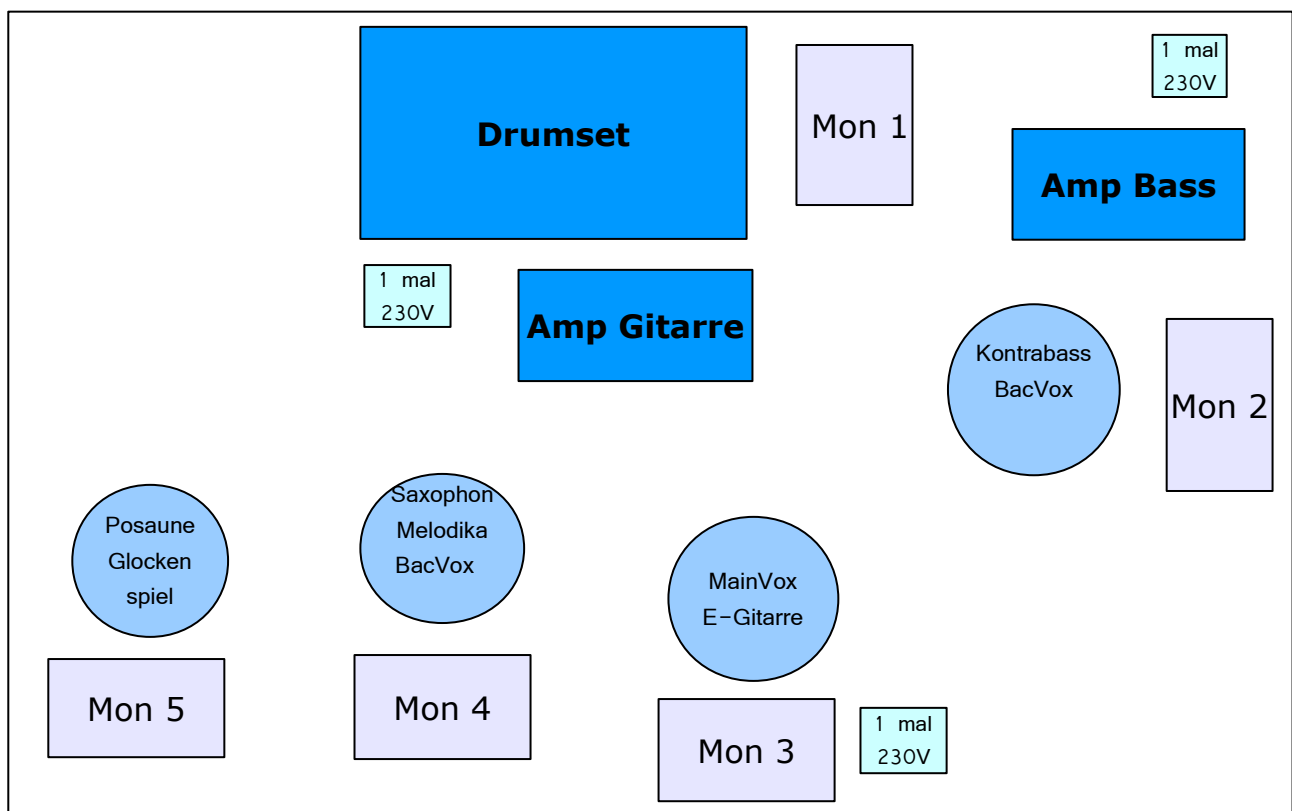 1 mal
230V
Drumset
Mon 1
Amp Bass
1 mal
230V
Amp Gitarre
Kontrabass
BacVox
Mon 2
Saxophon
Melodika
BacVox
Posaune
Glocken
spiel
MainVox
E-Gitarre
Mon 5
Mon 4
Mon 3
1 mal
230V